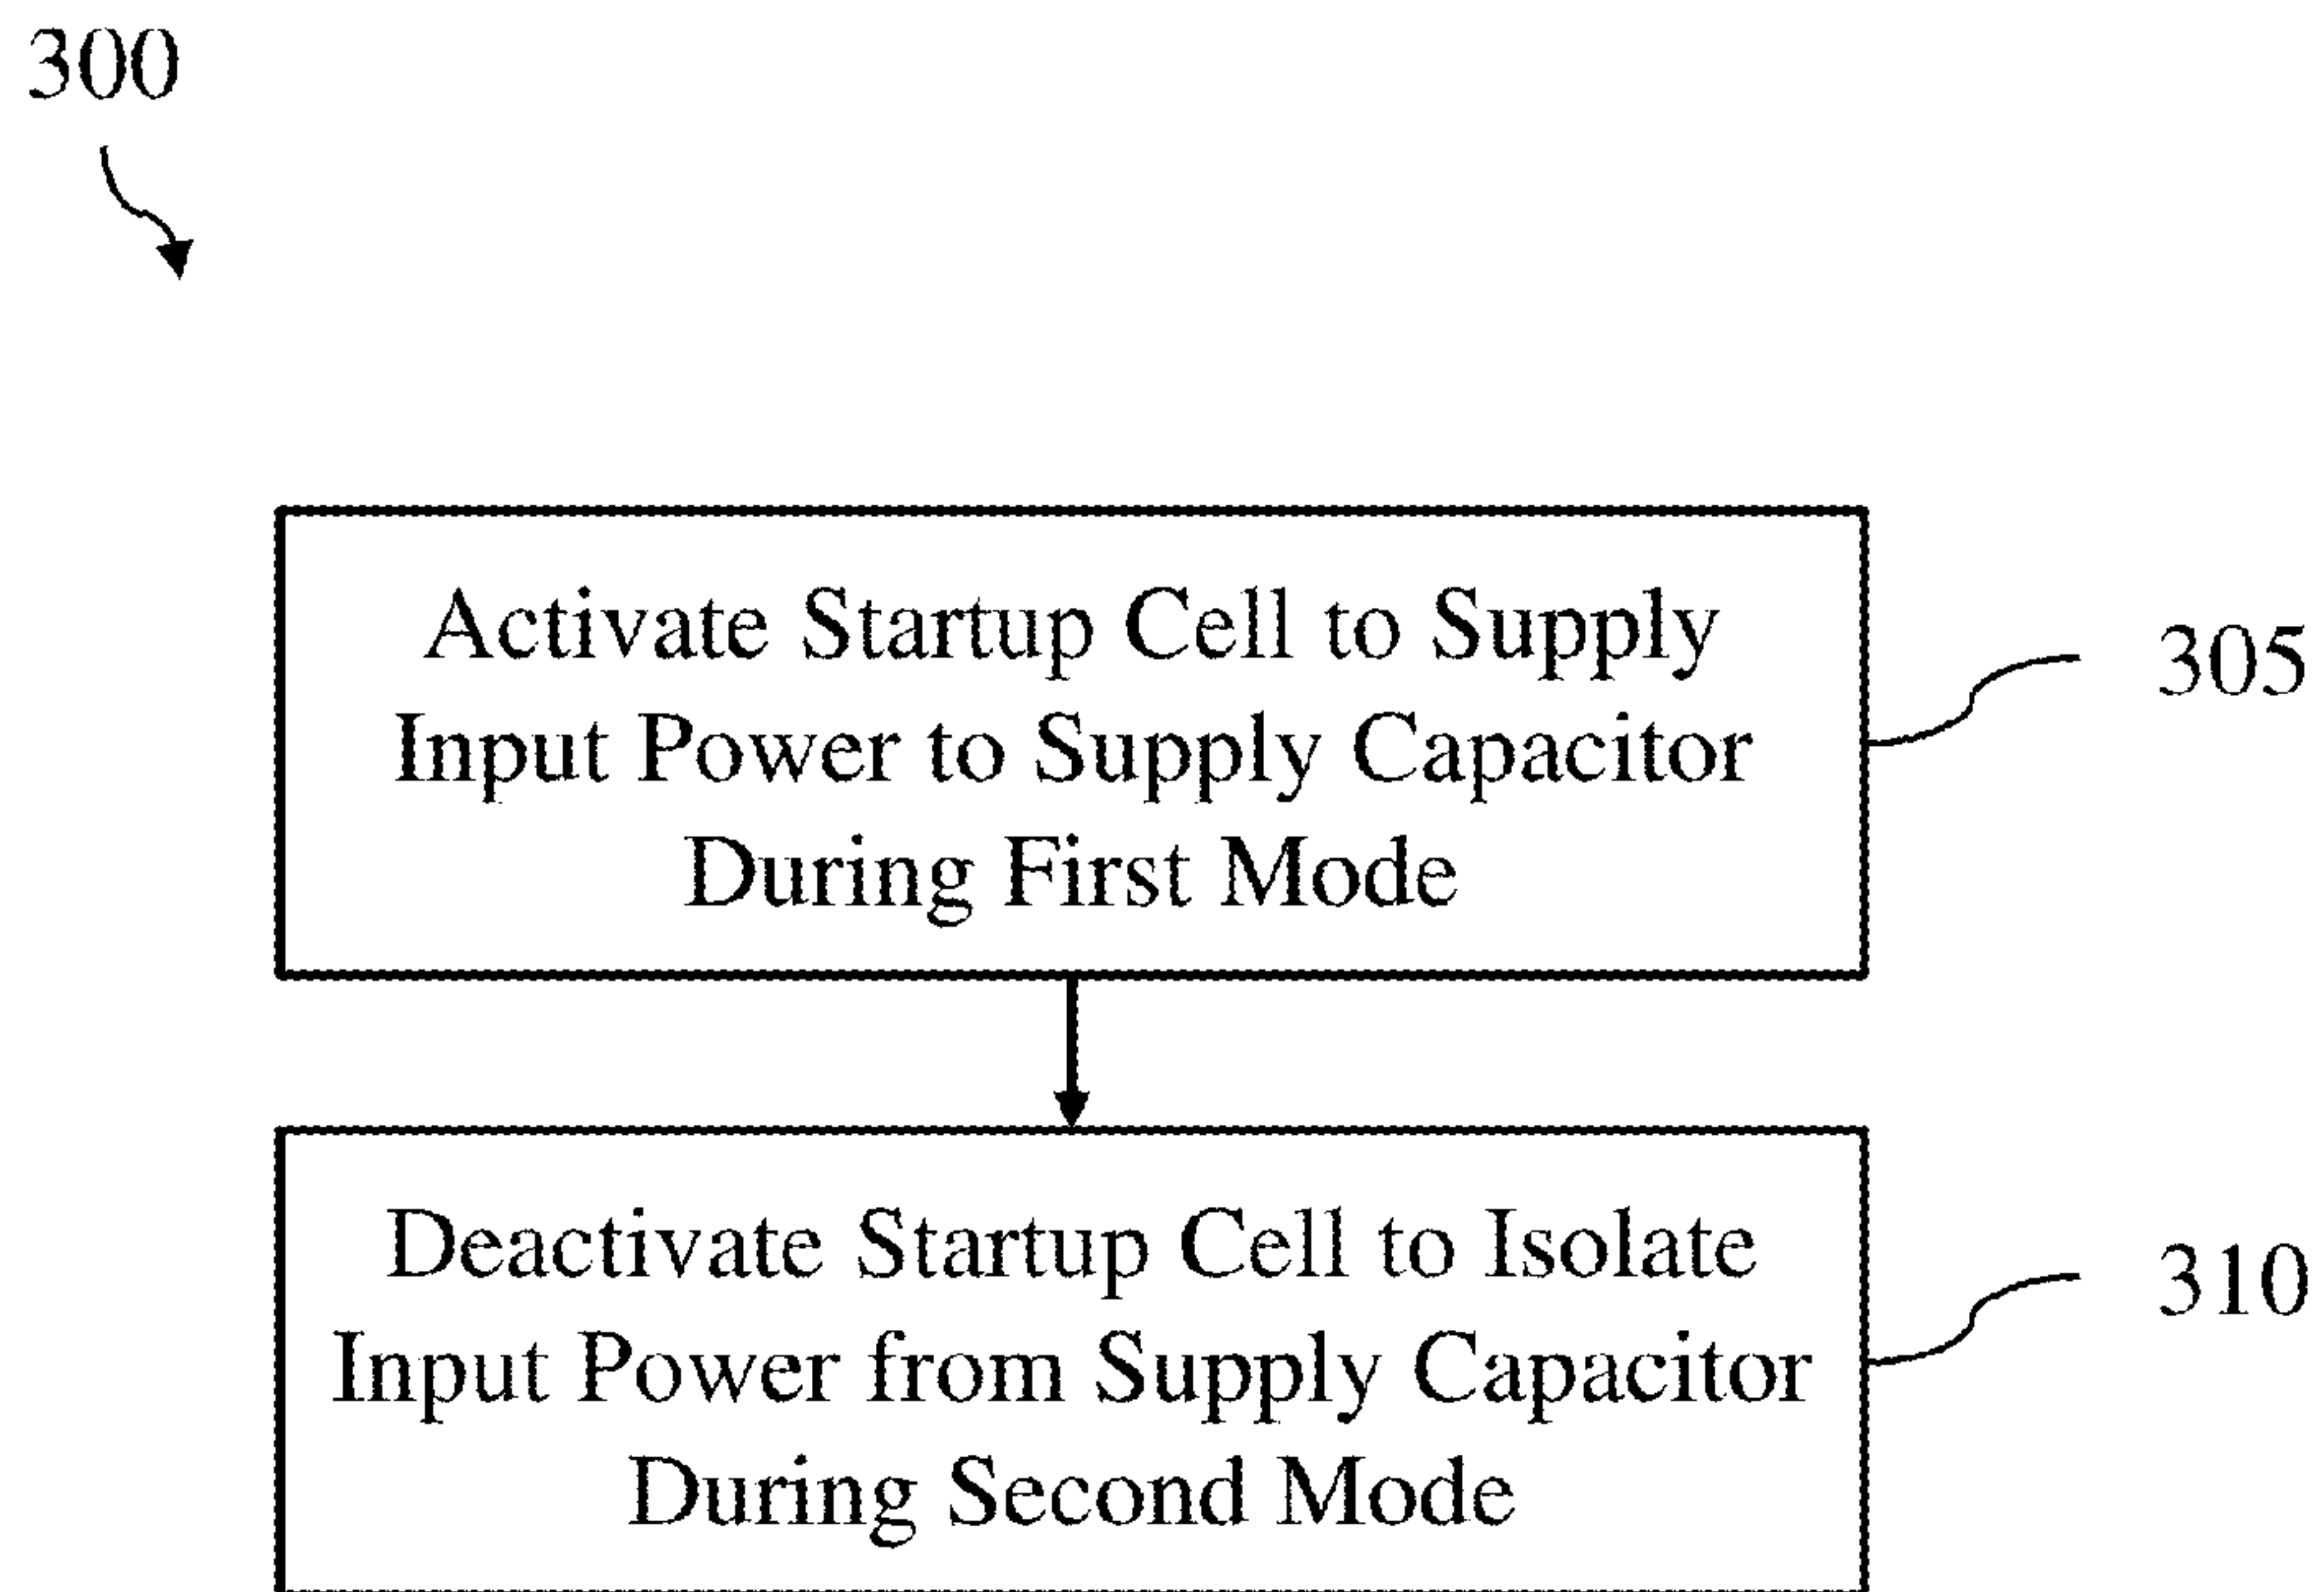 300
Activate Startup Cell to Supply
Input Power to Supply Capacitor
During First Mode
305
Deactivate Startup Cell to Isolate
Input Power from Supply Capacitor
During Second Mode
310